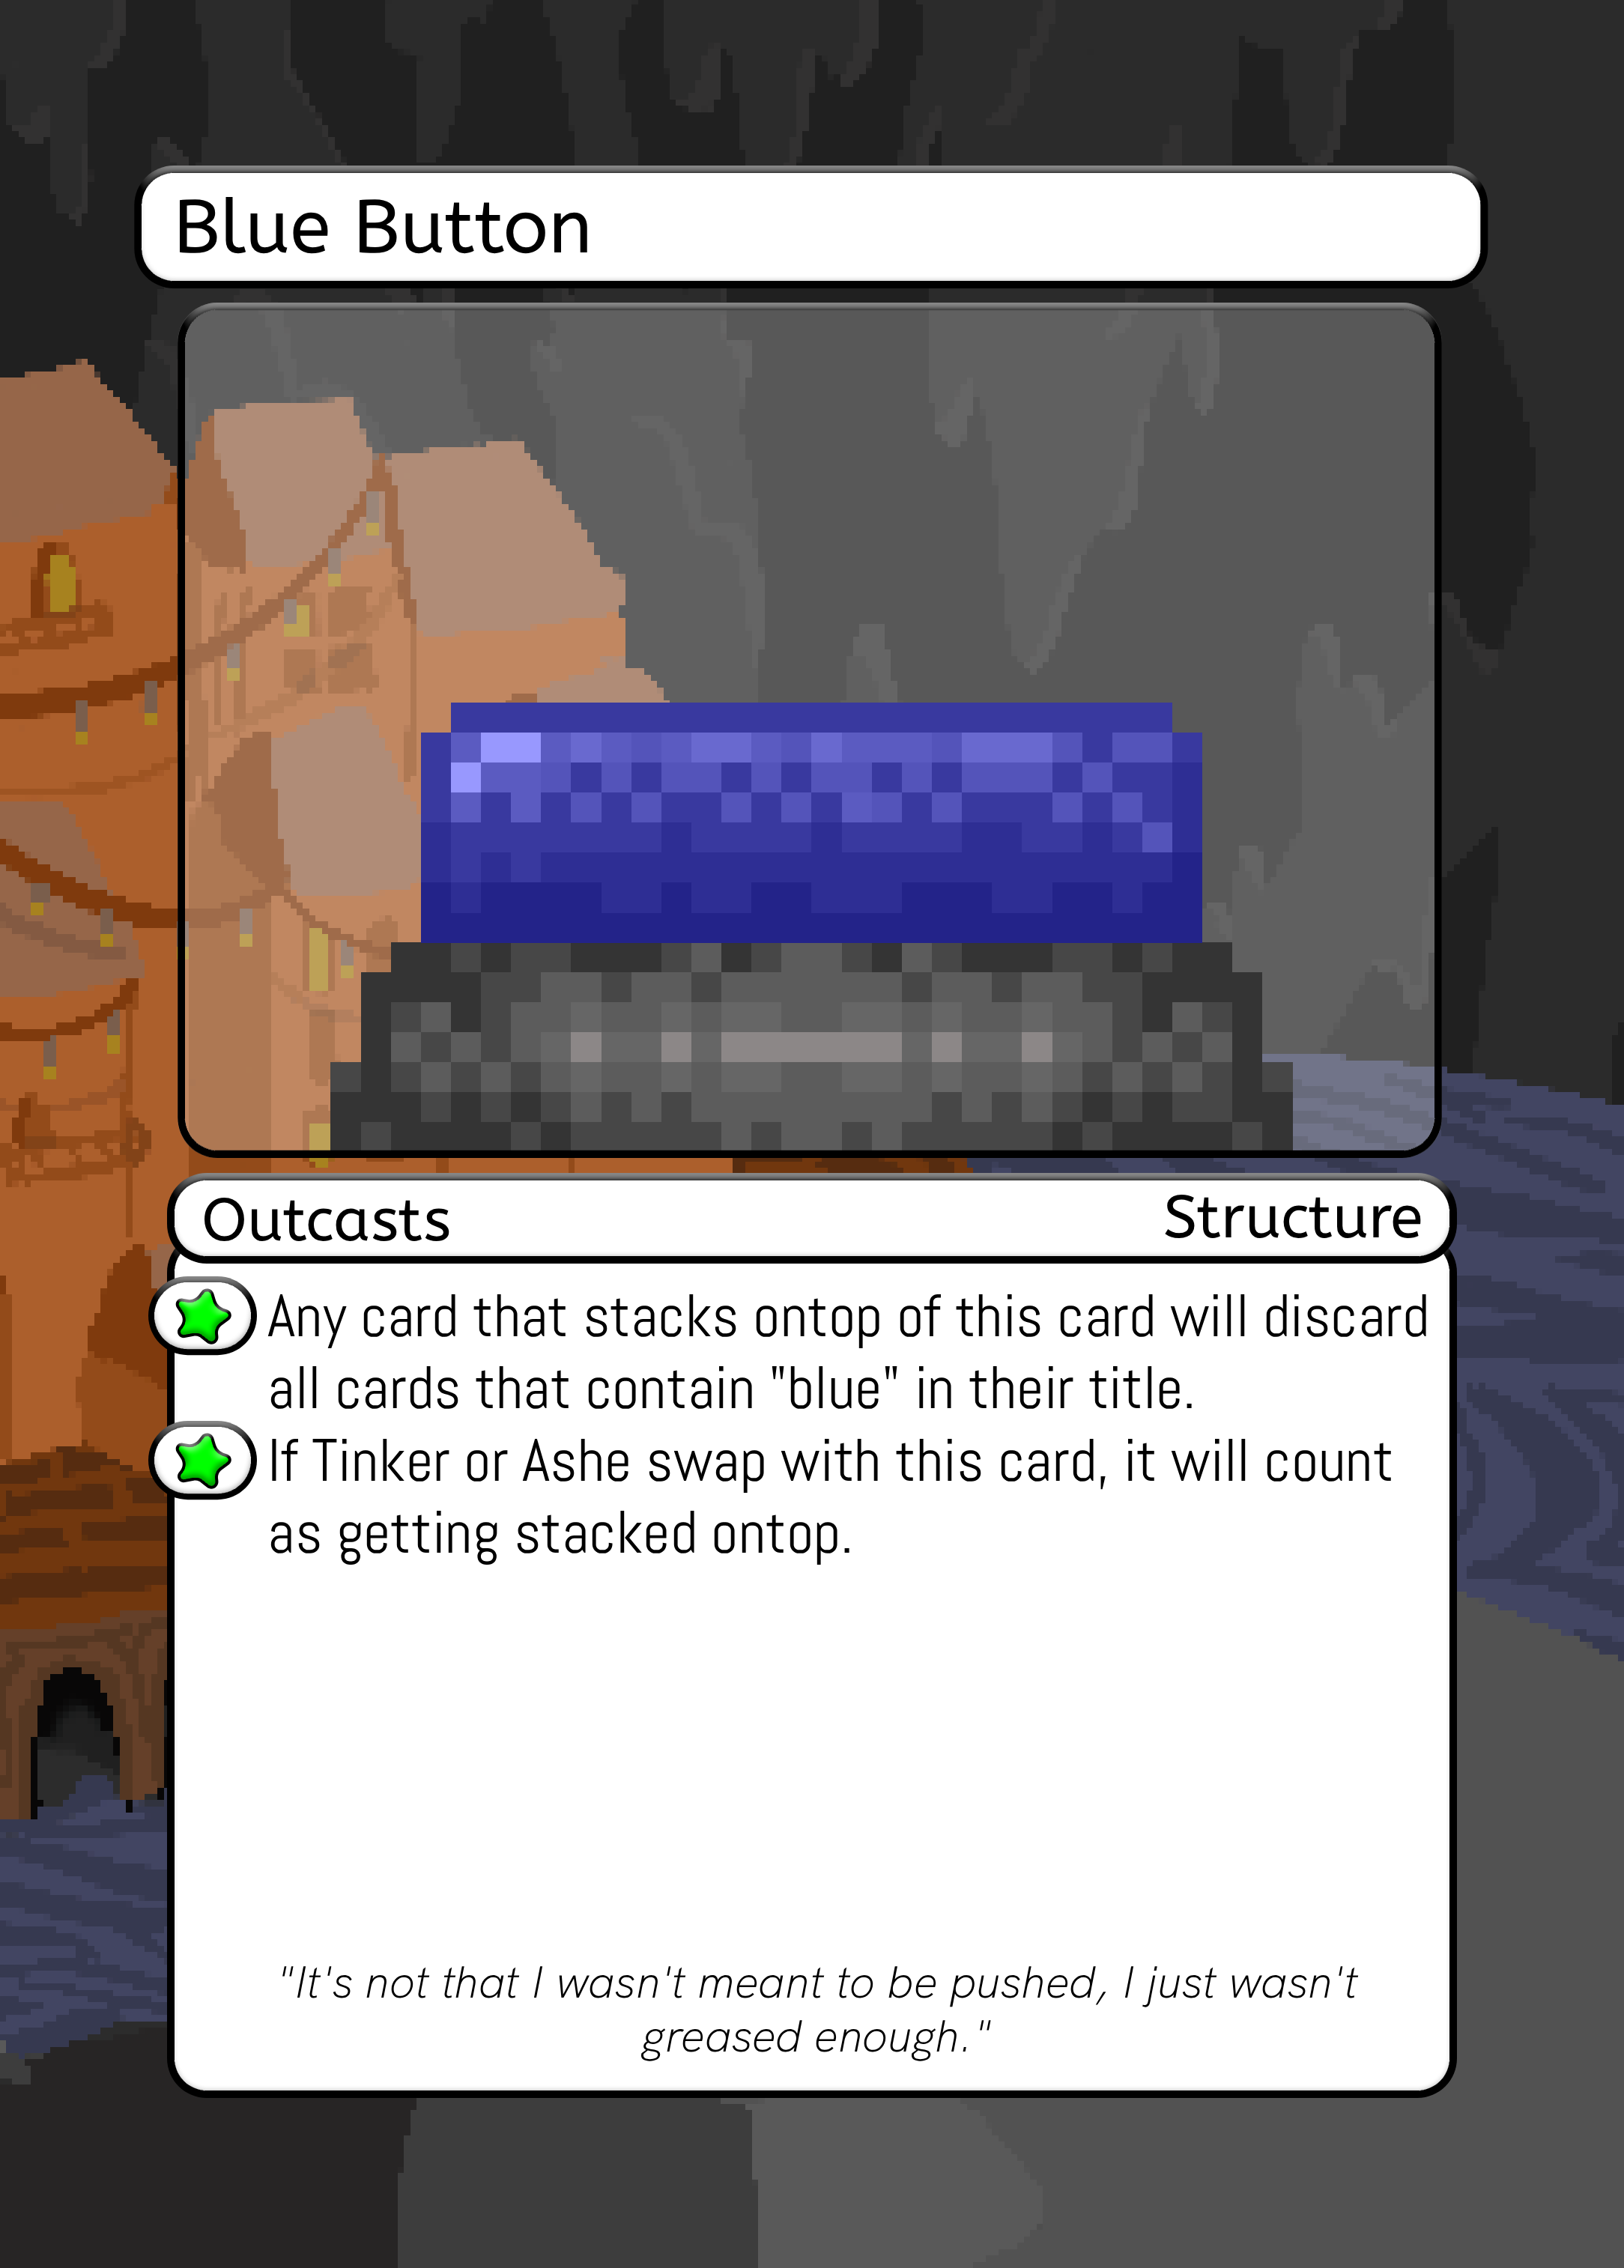 Blue Button
Outcasts
Structure
Any card that stacks ontop of this card will discard
all cards that contain "blue" in their title.
If Tinker or Ashe swap with this card, it will count
as getting stacked ontop.
"It's not that I wasn't meant to be pushed, I just wasn't
greased enough."